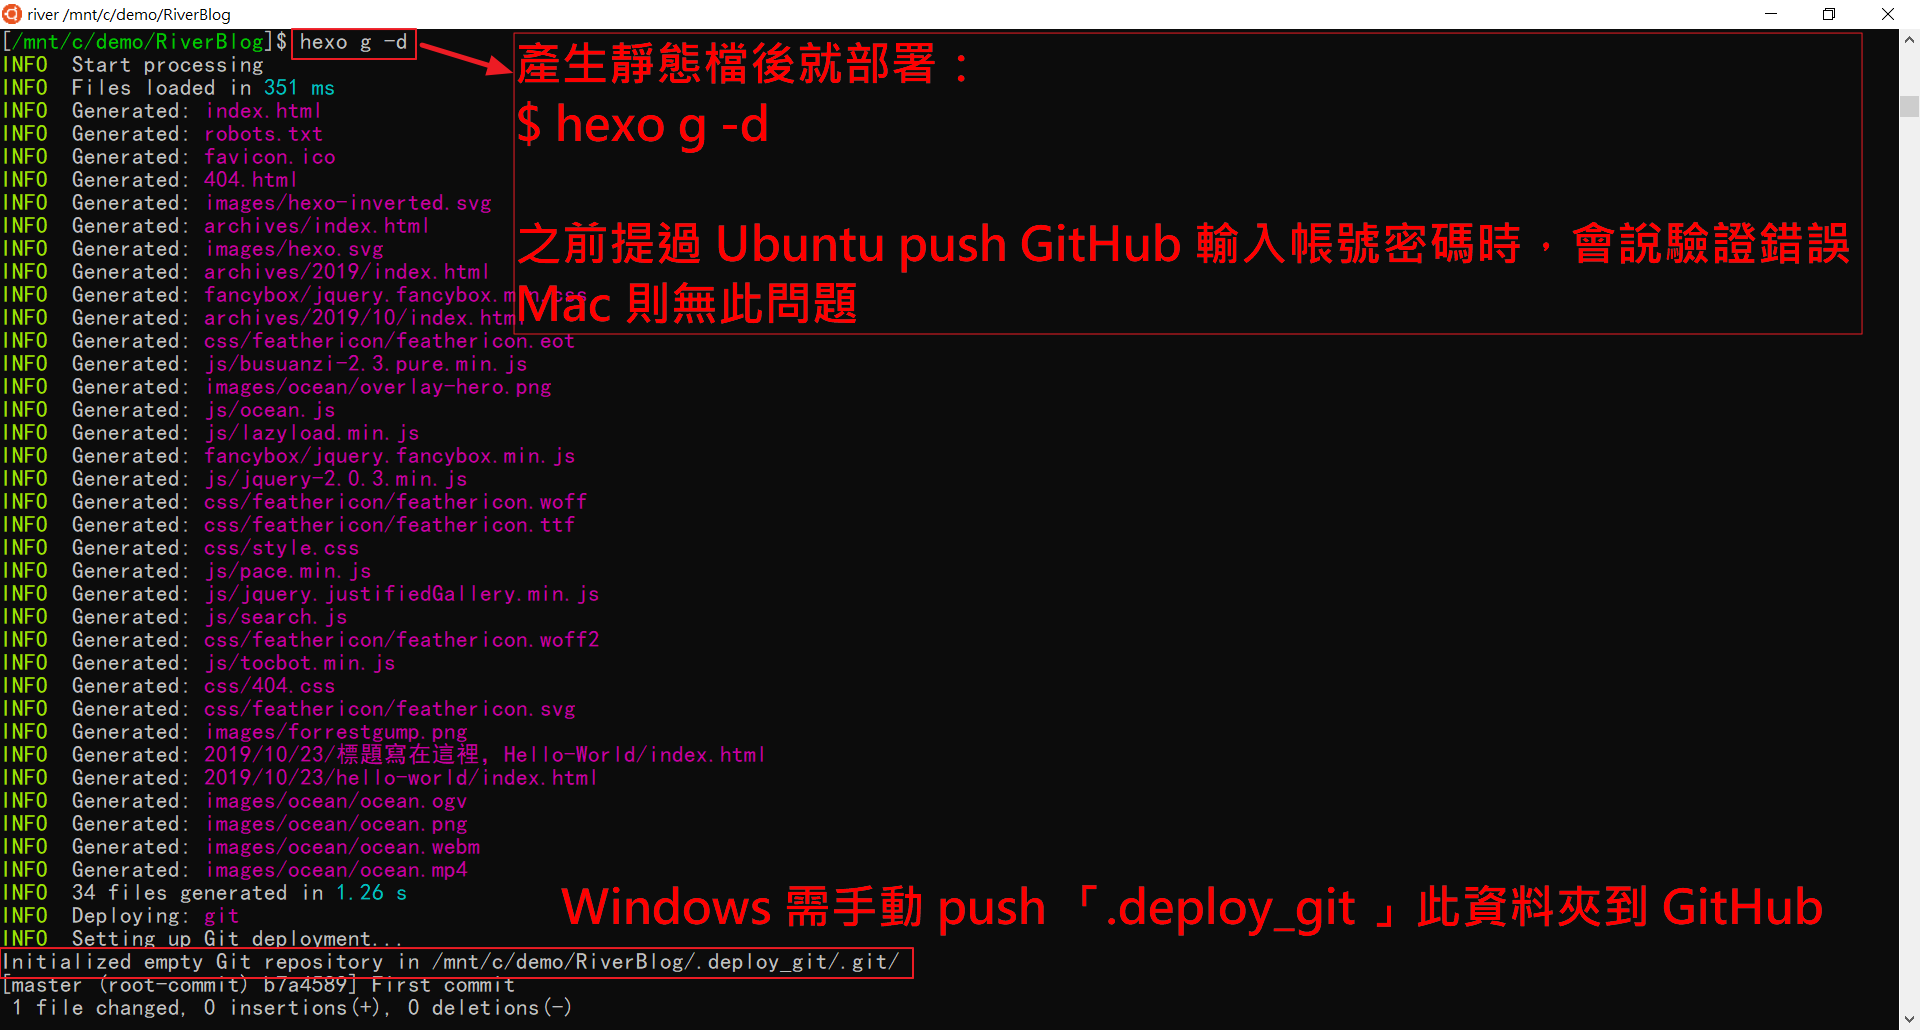 river /mnt/c/demo/RiverBlog
[/mnt/c/demo/RiverBlog]$ hexo g -d
產生靜態檔後就部署：
$ hexo g -d
之前提過 Ubuntu push GitHub 輸入帳號密碼時，會說驗證錯誤
Mac 則無此問題
INFO Start processing
INFO Files loaded in 351 ms
INFO Generated: index.html
INFO Generated: robots.txt
INFO Generated: favicon.ico
INFO Generated: 404.html
INFO Generated: images/hexo-inverted.svg
INFO Generated: archives/index.html
INFO Generated: images/hexo.svg
INFO Generated: archives/2019/index.html
INFO Generated: fancybox/jquery.fancybox.min.css
INFO Generated: archives/2019/10/index.html
INFO Generated: css/feathericon/feathericon.eot
INFO Generated: js/busuanzi-2.3.pure.min.js
INFO Generated: images/ocean/overlay-hero.png
INFO Generated: js/ocean.js
INFO Generated: js/lazyload.min.js
INFO Generated: fancybox/jquery.fancybox.min.js
INFO Generated: js/jquery-2.0.3.min.js
INFO Generated: css/feathericon/feathericon.woff
INFO Generated: css/feathericon/feathericon.ttf
INFO Generated: css/style.css
INFO Generated: js/pace.min.js
INFO Generated: js/jquery.justifiedGallery.min.js
INFO Generated: js/search.js
INFO Generated: css/feathericon/feathericon.woff2
INFO Generated: js/tocbot.min.js
INFO Generated: css/404.css
INFO Generated: css/feathericon/feathericon.svg
INFO Generated: images/forrestgump.png
INFO Generated: 2019/10/23/標題寫在這裡, Hello-World/index.html
INFO Generated: 2019/10/23/hello-world/index.html
INFO Generated: images/ocean/ocean.ogv
INFO Generated: images/ocean/ocean.png
INFO Generated: images/ocean/ocean.webm
INFO Generated: images/ocean/ocean.mp4
INFO 34 files generated in 1.26 s
INFO Deploying: git
INFO Setting up Git deployment...
Windows 需手動 push 「.deploy_git 」此資料夾到 GitHub
Initialized empty Git repository in /mnt/c/demo/RiverBlog/.deploy_git/.git/
[master (root-commit) b7a4589] First commit
1 file changed, 0 insertions(+), 0 deletions(-)